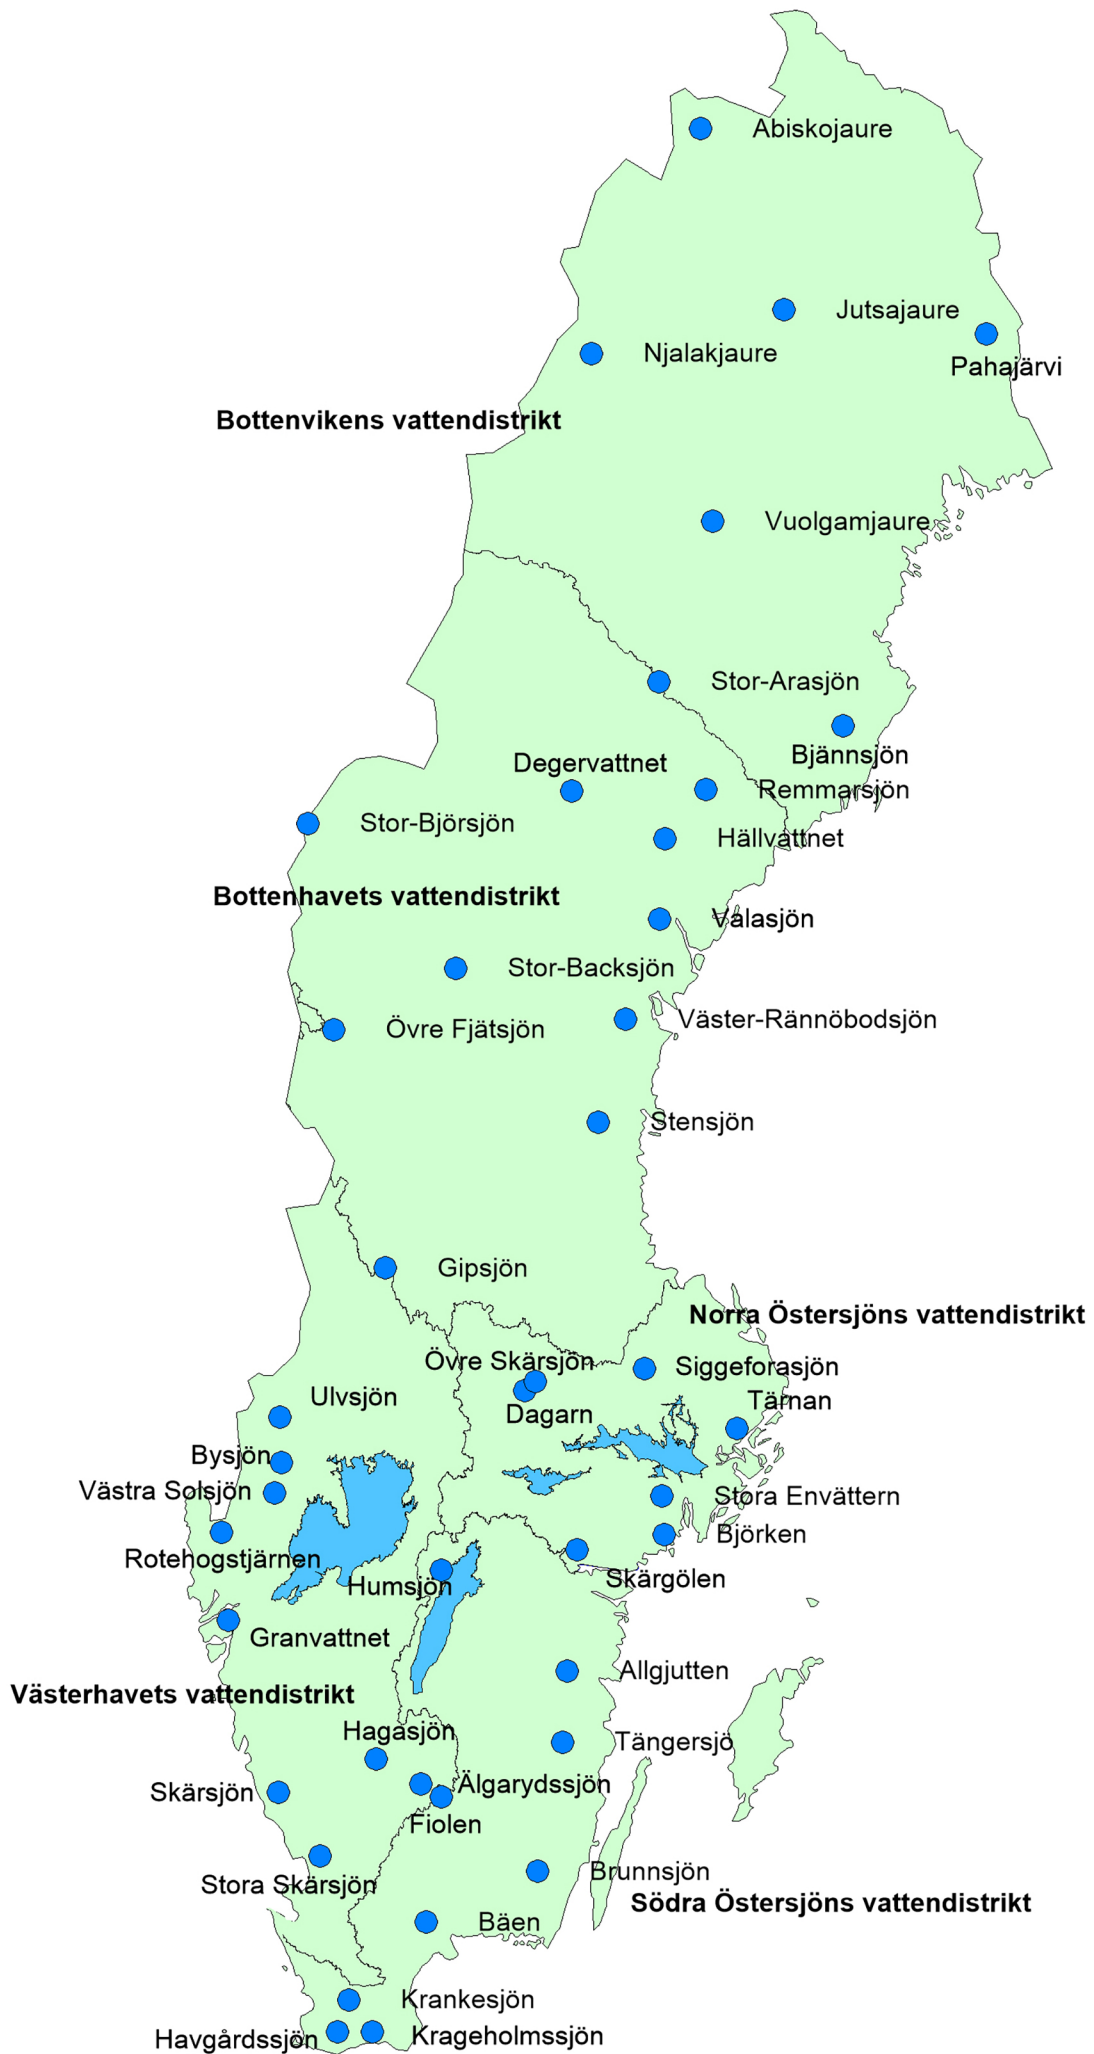 Abiskojaure
Jutsajaure
Njalakjaure
Pahajärvi
Bottenvikens vattendistrikt
Vuolgamjaure
Stor-Arasjön
Bjännsjön
Degervattnet
Remmarsjön
Stor-Björsjön
Hällvattnet
Bottenhavets vattendistrikt
Valasjön
Stor-Backsjön
Väster-Rännöbodsjön
Övre Fjätsjön
Stensjön
Gipsjön
Norra Östersjöns vattendistrikt
Övre Skärsjön
Siggeforasjön
Ulvsjön
Tärnan
Dagarn
Bysjön
Västra Solsjön
Stora Envättern
Björken
Rotehogstjärnen
Skärgölen
Humsjön
Granvattnet
Allgjutten
Västerhavets vattendistrikt
Hagasjön
Tängersjö
Älgarydssjön
Skärsjön
Fiolen
Brunnsjön
Stora Skärsjön
Södra Östersjöns vattendistrikt
Bäen
Krankesjön
Havgårdssjön
Krageholmssjön